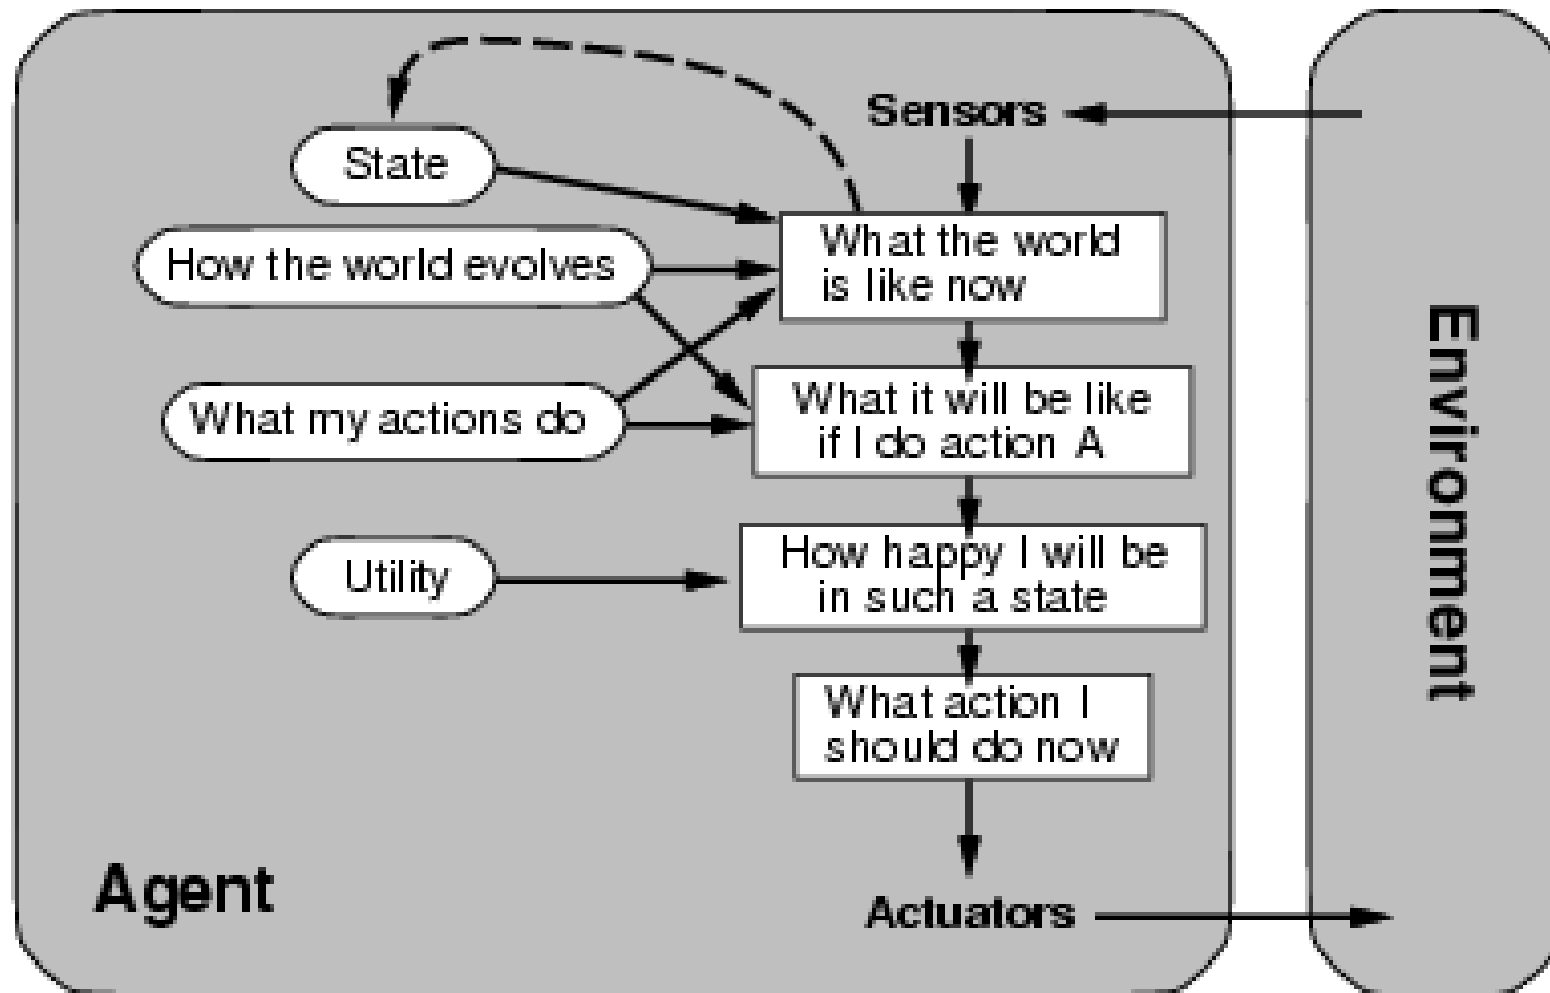 Sensors
State
What the world
is like now
How the world evolves
What my actions do
What it will be like
if I do action A
Utility
How happy I will be
in such a state
What action I
should do now
Agent
Actuators
Environment